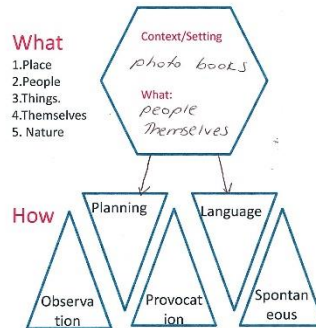 What
1.Place
2.People
3.Things.
4.Themselves
5. Nature
Context/Setting
photo books
What:
people
Themselves
How
Planning
Language
Observa
tion
Provocat
ion
Spontan
eous